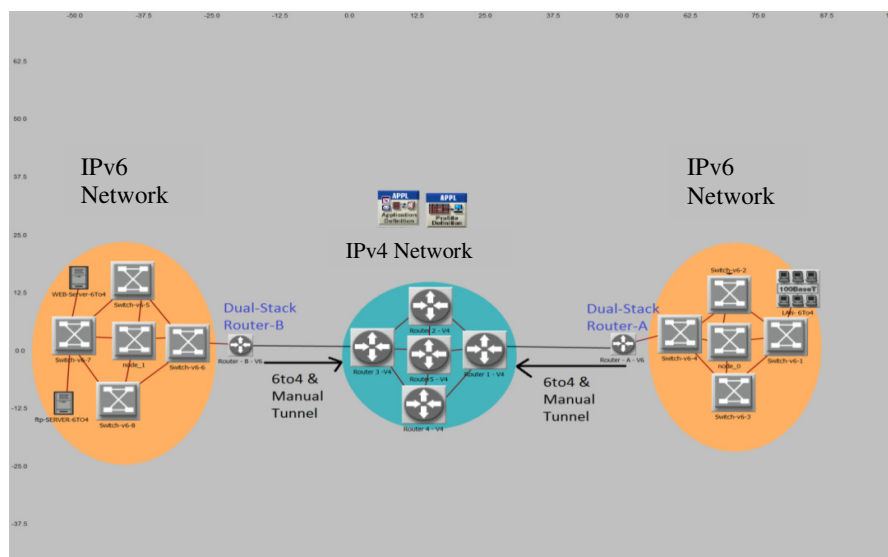 -50.0 -37.5 -25.0 -12.5 0.0 12.5 25.0 37.5 50.0 62.5 75.0 87.5
62.5
50.0
37.5
25.0
12.5
0.0
-12.5
-25.0
-37.5
IPv6
Network
WEB-Server-6To4
Switch-v6-5
Switch-v6-7
node_1
Switch-v6-6
ftp-SERVER-6TO4
Switch-v6-8
Dual-Stack
Router-B
Router - B - V6
6to4 &
Manual
Tunnel
APPL
Application
Definition
APPL
Profile
Definition
IPv4 Network
Router 2 - V4
Router 3 -V4
Router5 - V4
Router 1 - V4
Router 4 - V4
Dual-Stack
Router-A
Router - A - V6
6to4 &
Manual
Tunnel
IPv6
Network
Switch-v6-2
100BaseT
LAN- 6To4
Switch-v6-4
node_0
Switch-v6-1
Switch-v6-3